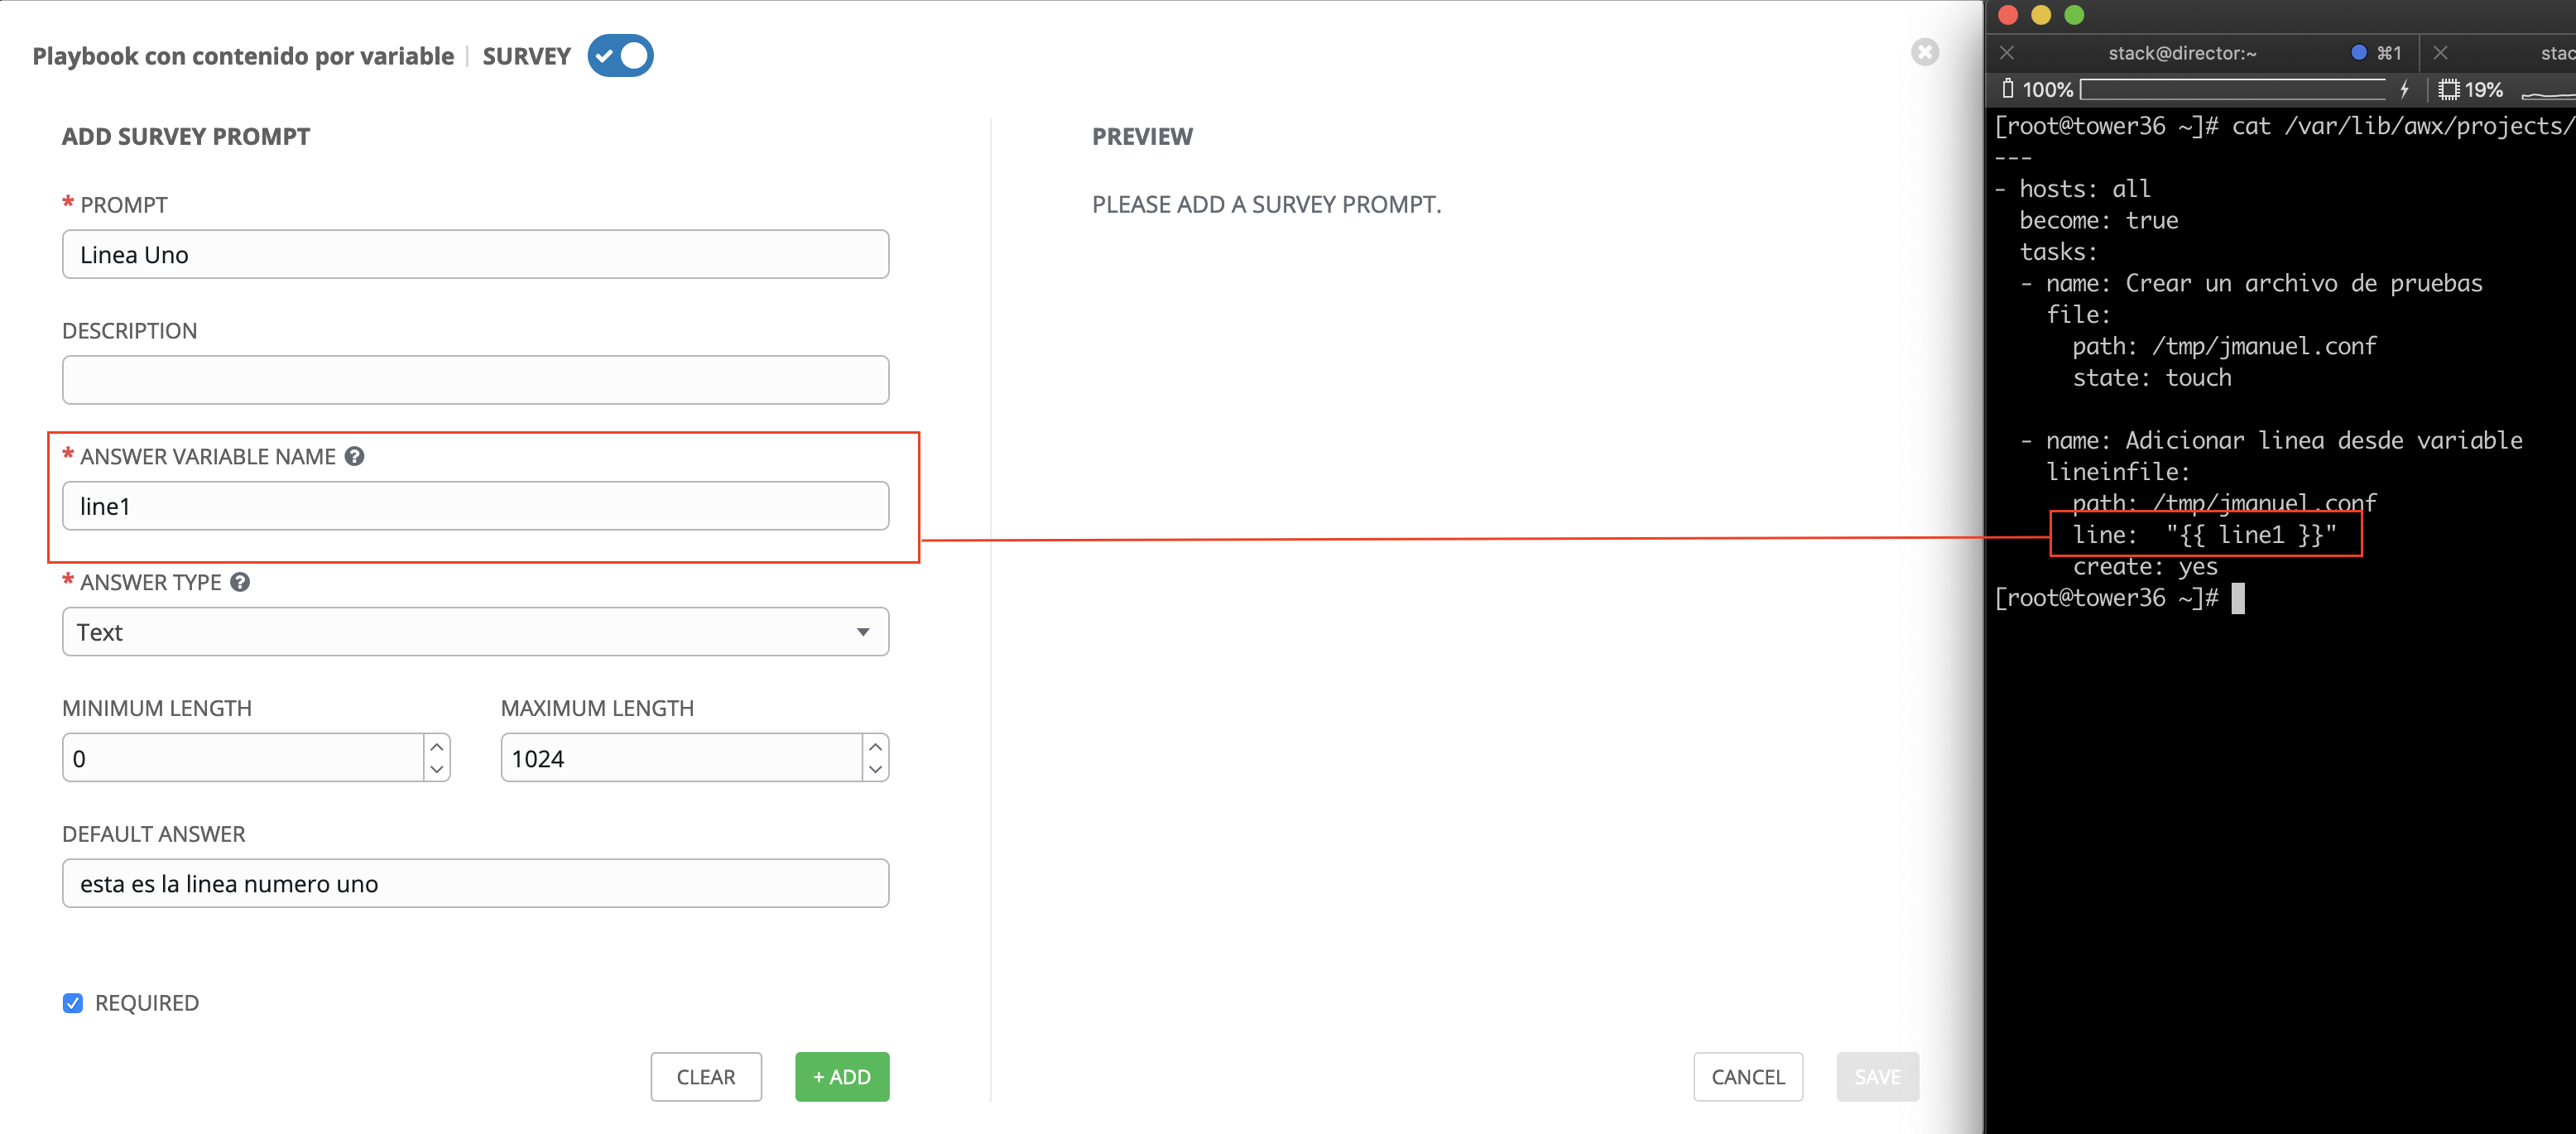 Playbook con contenido por variable | SURVEY
ADD SURVEY PROMPT
* PROMPT
Linea Uno
DESCRIPTION
* ANSWER VARIABLE NAME ?
line1
* ANSWER TYPE ?
Text
MINIMUM LENGTH
MAXIMUM LENGTH
0
1024
DEFAULT ANSWER
esta es la linea numero uno
REQUIRED
CLEAR
+ ADD
PREVIEW
PLEASE ADD A SURVEY PROMPT.
CANCEL
SAVE
stack@director:~ ⌘1
100% 19%
[root@tower36 ~]# cat /var/lib/awx/projects/
---
- hosts: all
  become: true
  tasks:
  - name: Crear un archivo de pruebas
    file:
      path: /tmp/jmanuel.conf
      state: touch
  - name: Adicionar linea desde variable
    lineinfile:
      path: /tmp/jmanuel.conf
      line:  "{{ line1 }}"
      create: yes
[root@tower36 ~]#